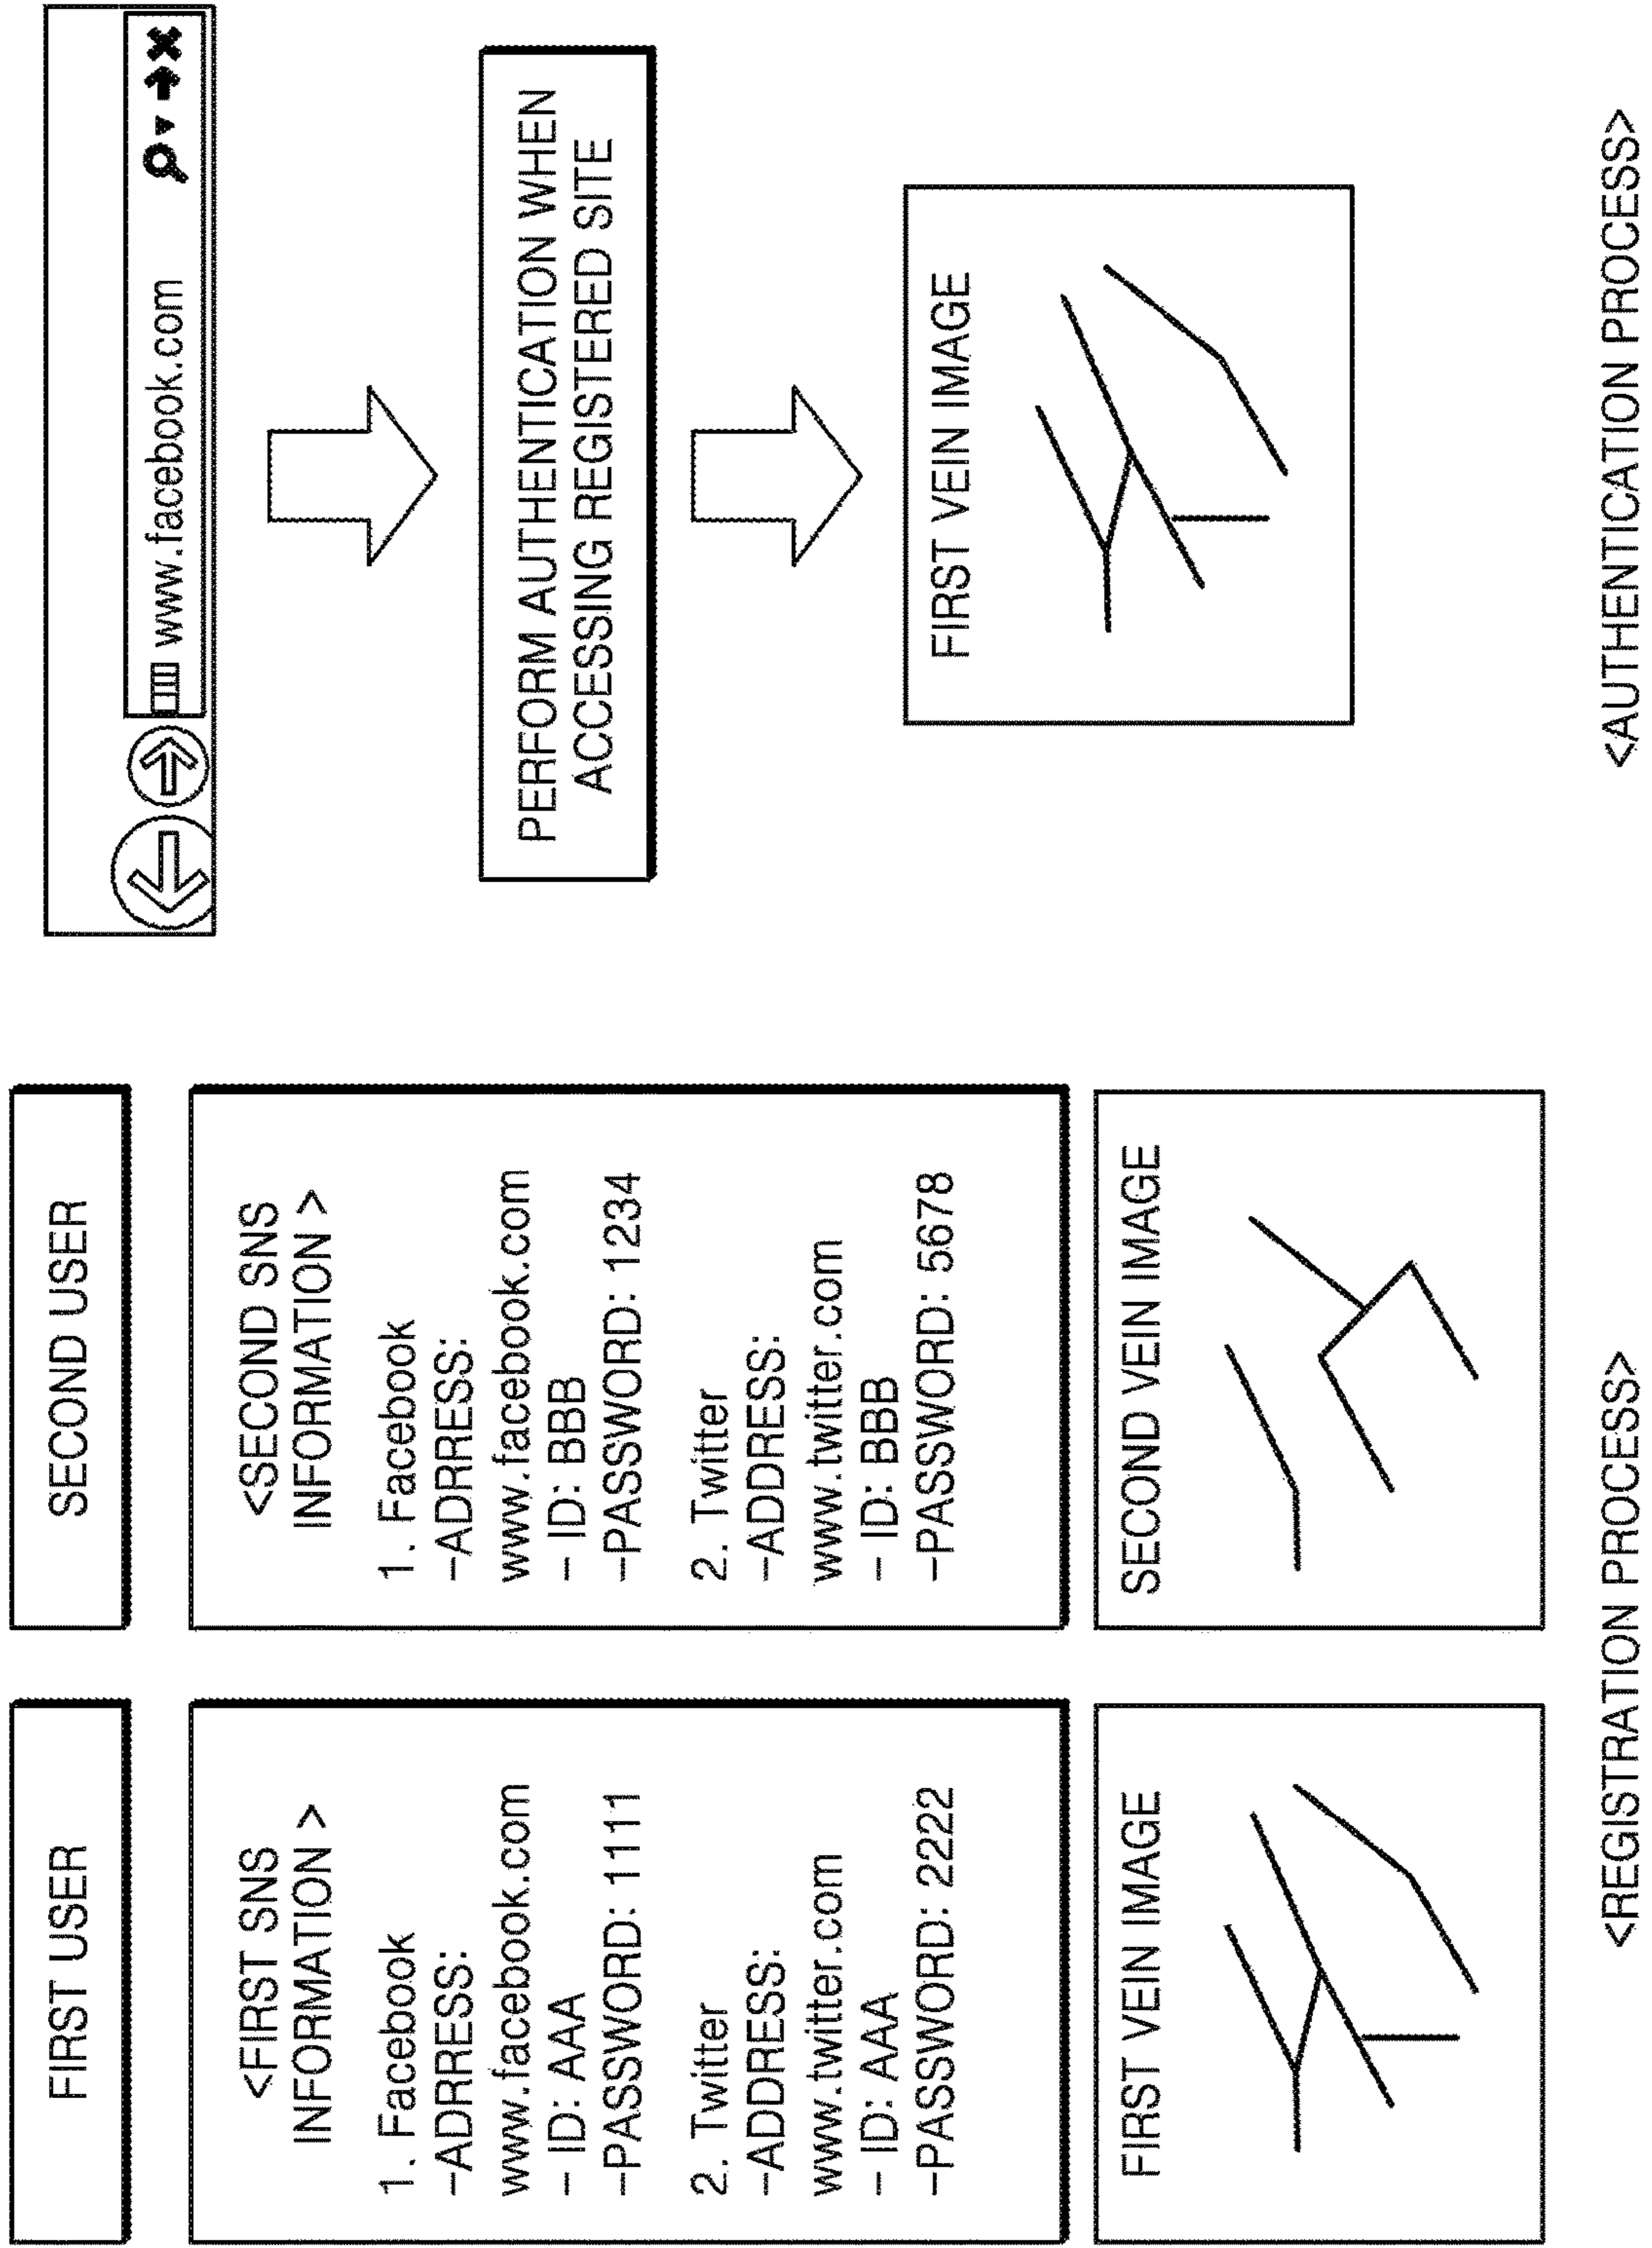 FIRST USER
<FIRST SNS
INFORMATION >
1. Facebook
-ADRRESS:
www.facebook.com
- ID: AAA
-PASSWORD: 1111
2. Twitter
-ADDRESS:
www.twitter.com
- ID: AAA
-PASSWORD: 2222
FIRST VEIN IMAGE
SECOND USER
<SECOND SNS
INFORMATION >
1. Facebook
-ADRRESS:
www.facebook.com
- ID: BBB
-PASSWORD: 1234
2. Twitter
-ADDRESS:
www.twitter.com
- ID: BBB
-PASSWORD: 5678
SECOND VEIN IMAGE
<REGISTRATION PROCESS>
www.facebook.com
PERFORM AUTHENTICATION WHEN
ACCESSING REGISTERED SITE
FIRST VEIN IMAGE
<AUTHENTICATION PROCESS>